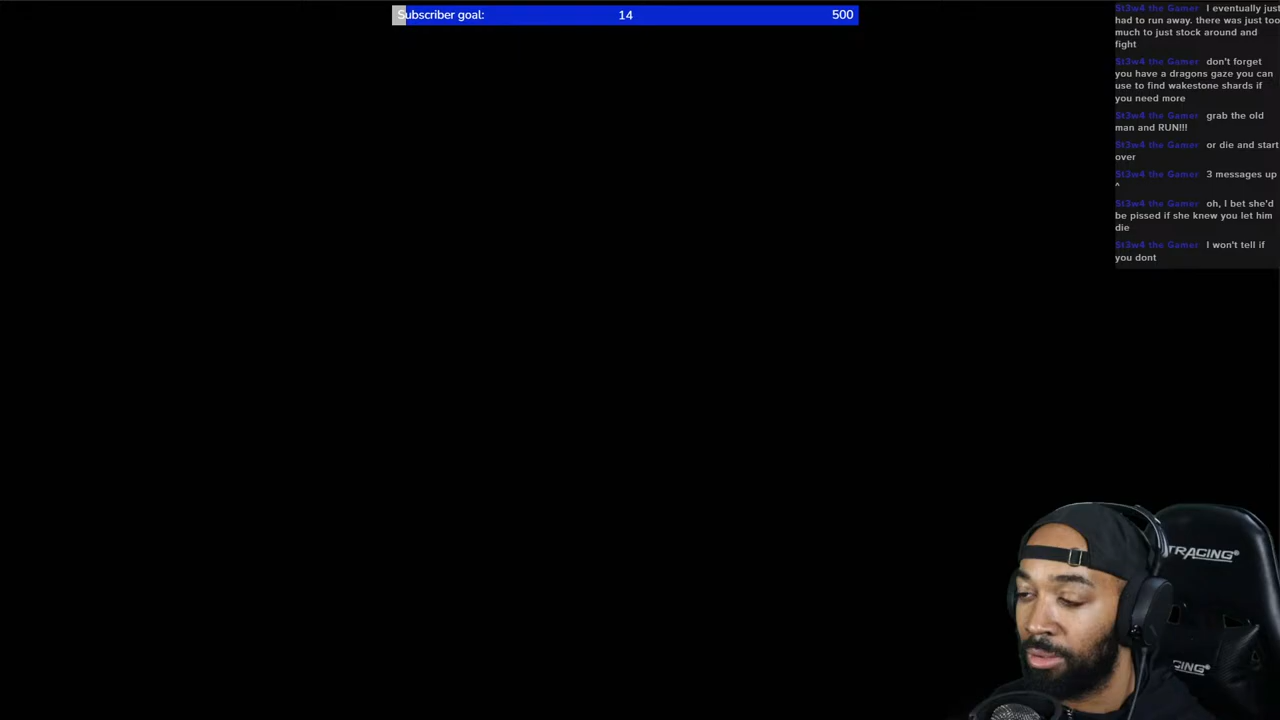 Subscriber goal: 14 500
St3w4 the Gamer I eventually just
had to run away. there was just too
much to just stock around and
fight
St3w4 the Gamer don't forget
you have a dragons gaze you can
use to find wakestone shards if
you need more
St3w4 the Gamer grab the old
man and RUN!!!
St3w4 the Gamer or die and start
over
St3w4 the Gamer 3 messages up
^
St3w4 the Gamer oh, I bet she'd
be pissed if she knew you let him
die
St3w4 the Gamer I won't tell if
you dont
TRACING®
CING®